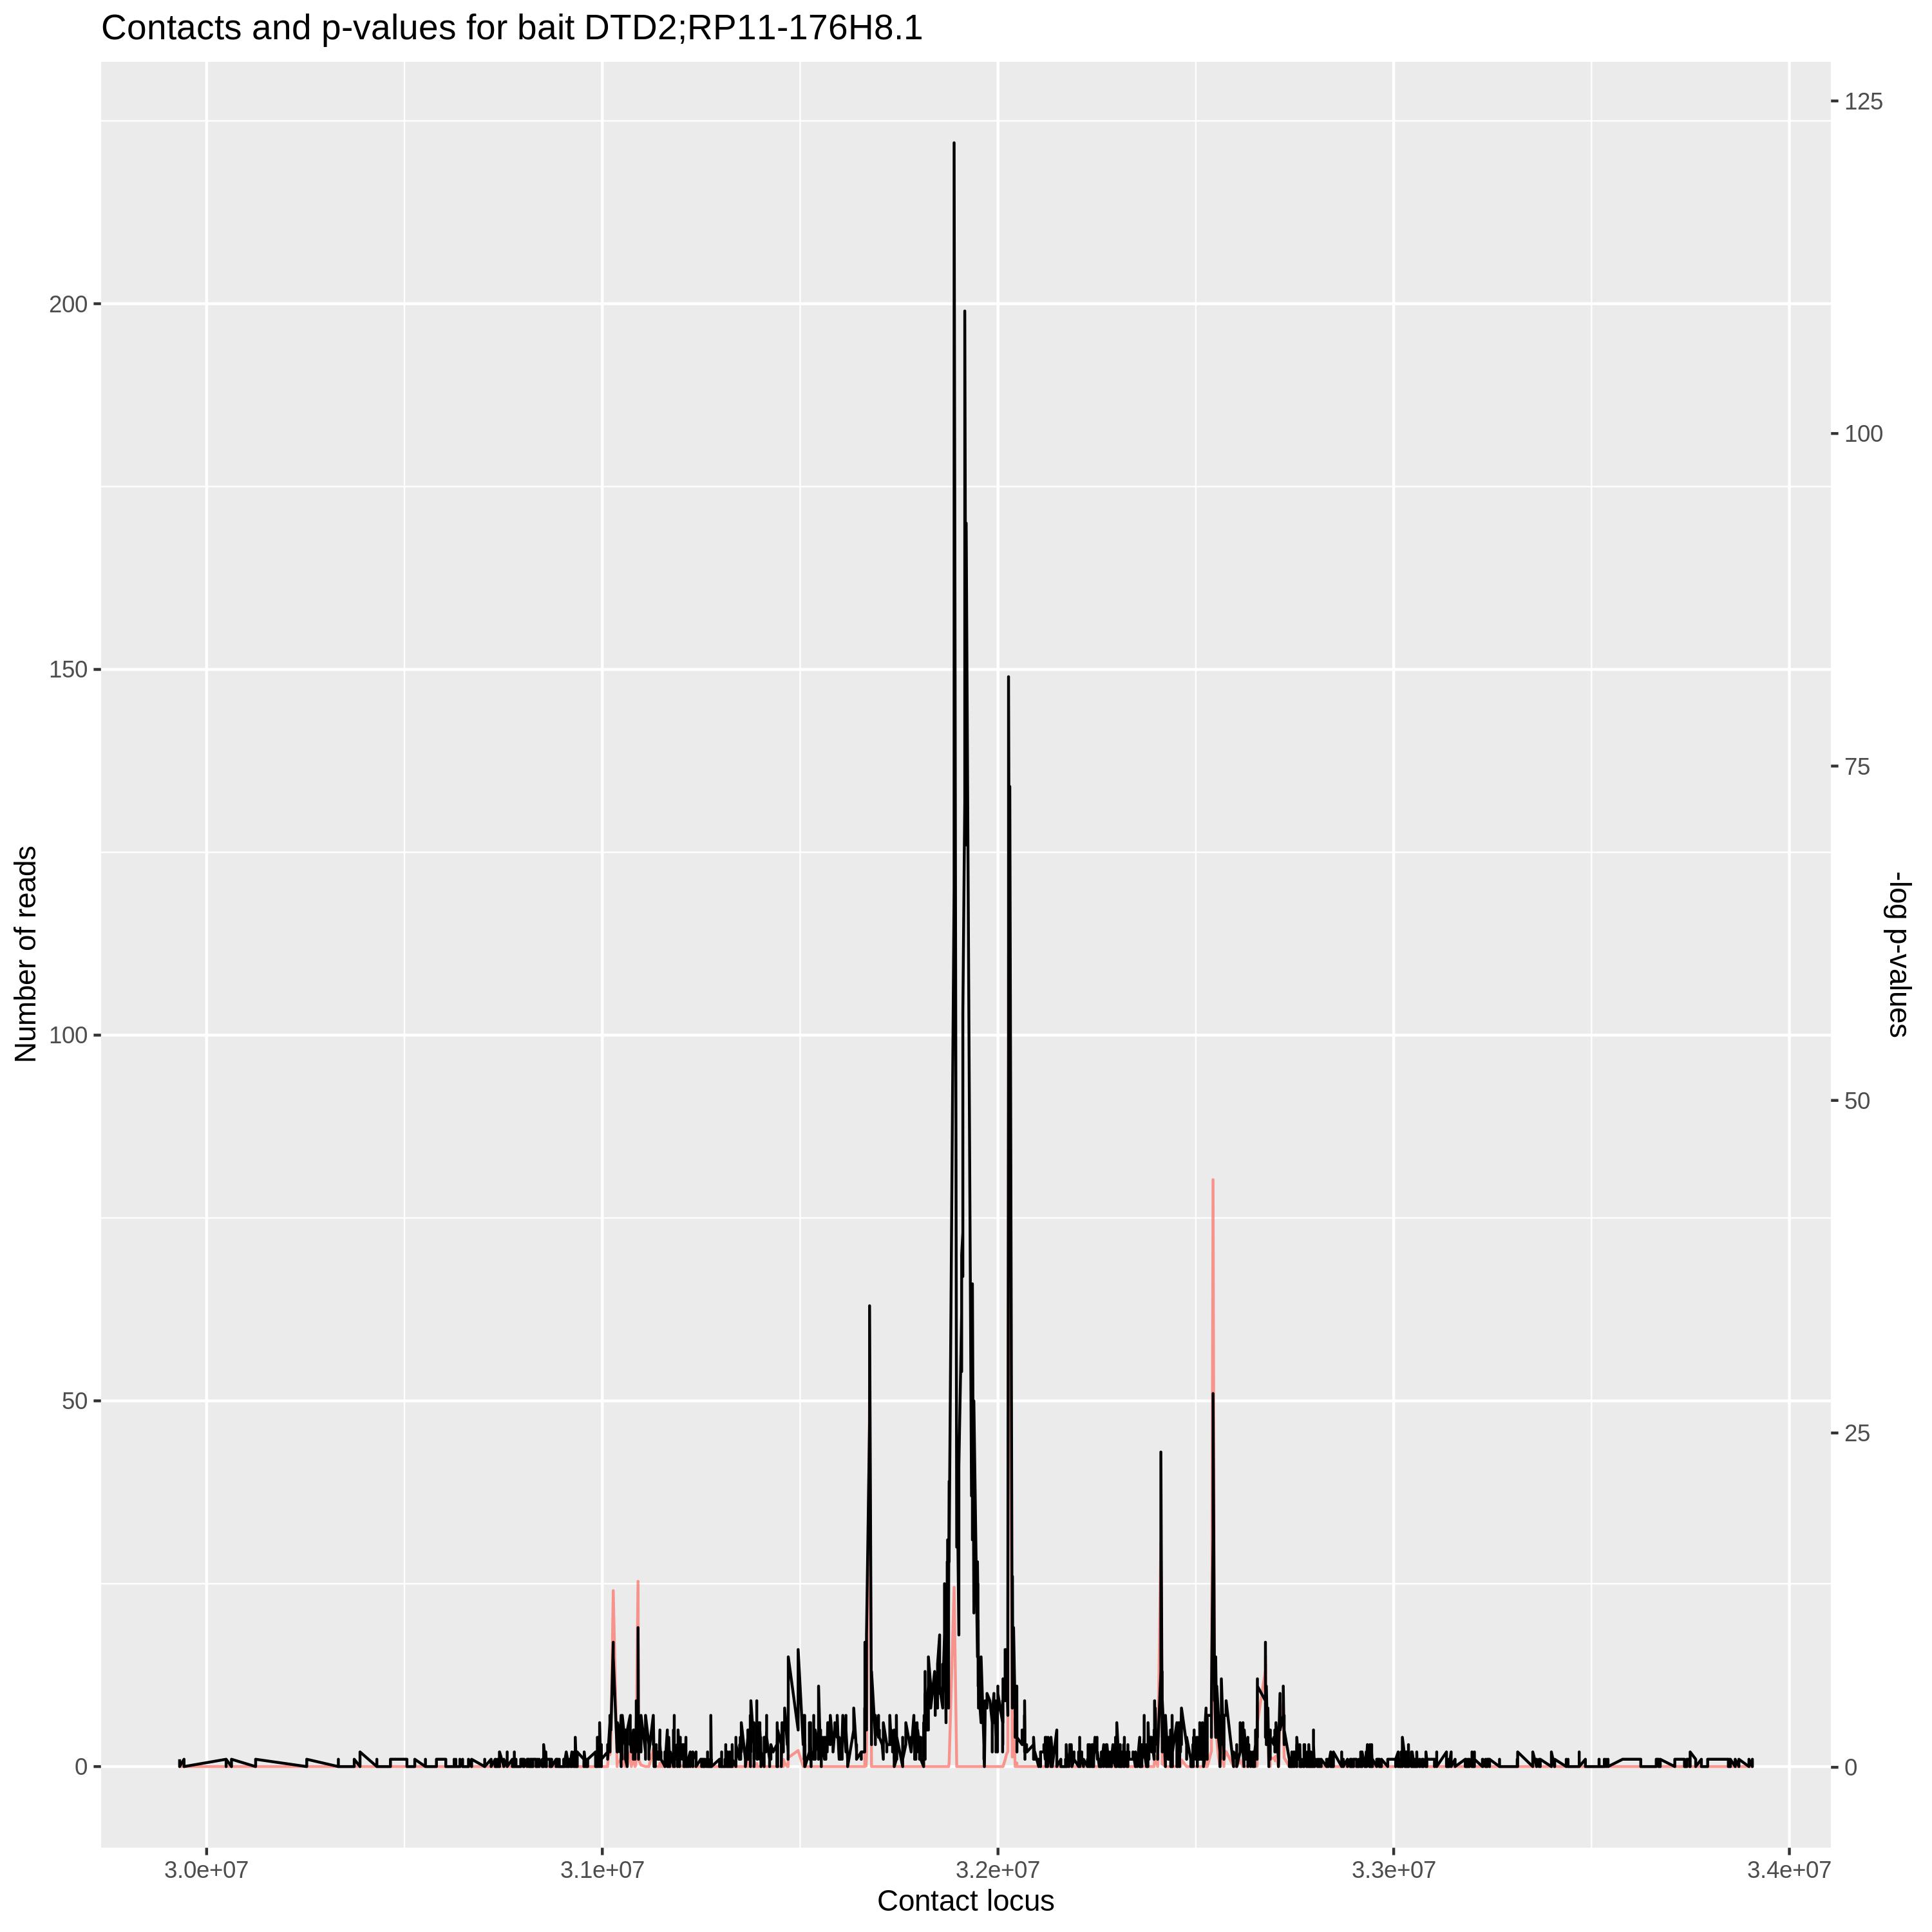 Contacts and p-values for bait DTD2;RP11-176H8.1
Number of reads
200
150
100
50
0
125
100
75
50
25
0
-log p-values
3.0e+07
3.1e+07
3.2e+07
3.3e+07
3.4e+07
Contact locus